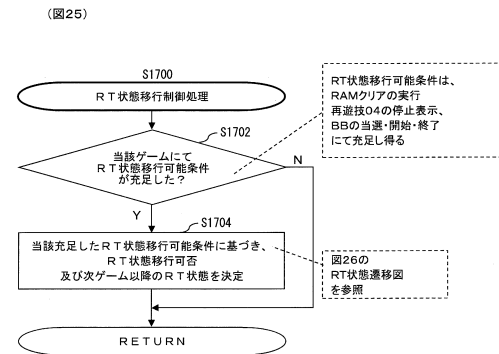 (図25)
S1700
RT状態移行制御処理
RT状態移行可能条件は、
RAMクリアの実行
再遊技04の停止表示、
BBの当選・開始・終了
にて充足し得る
S1702
当該ゲームにて
RT状態移行可能条件
が充足した?
N
Y
S1704
当該充足したRT状態移行可能条件に基づき、
RT状態移行可否
及び次ゲーム以降のRT状態を決定
図26の
RT状態遷移図
を参照
RETURN